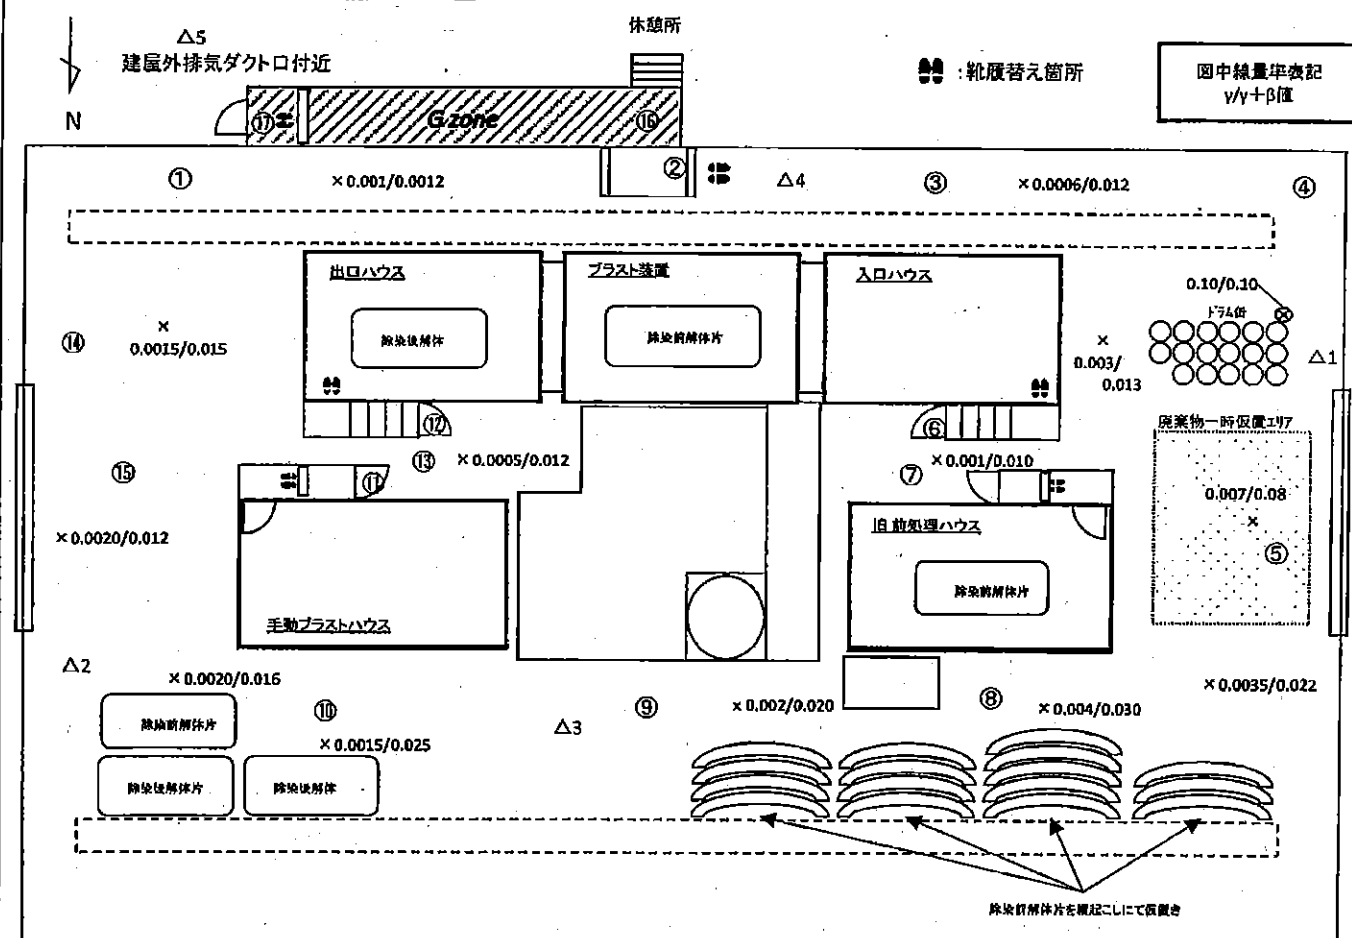 休憩所
△5
建屋外排気ダクト口付近
:靴履替え箇所
図中線量率表記
γ/γ+β値
N
⑰
G zone
⑯
①
×0.001/0.0012
②
△4
③
×0.0006/0.012
④
出口ハウス
除染後解体
ブラスト装置
除染前解体片
入口ハウス
0.10/0.10
ドラム缶
⑭
×
0.0015/0.015
×
0.003/
0.013
△1
⑫
⑥
廃棄物一時仮置エリア
⑮
⑬
×0.0005/0.012
⑦
×0.001/0.010
⑪
0.007/0.08
×
⑤
×0.0020/0.012
旧前処理ハウス
除染前解体片
手動ブラストハウス
△2
×0.0020/0.016
×0.0035/0.022
除染前解体片
⑩
△3
⑨
×0.002/0.020
⑧
×0.004/0.030
×0.0015/0.025
除染後解体片
除染後解体
除染前解体片を縦起こしにて仮置き